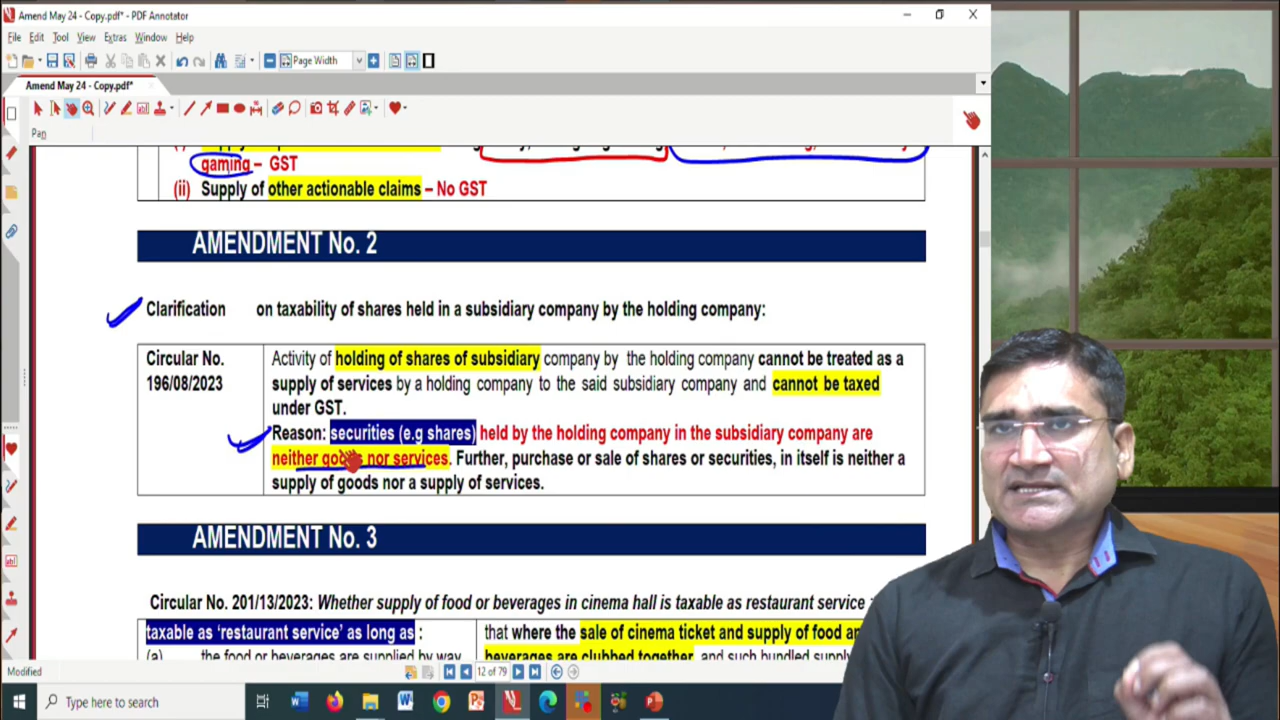 Amend May 24 - Copy.pdf* - PDF Annotator
File Edit Tool View Extras Window Help
Page Width
Amend May 24 - Copy.pdf*
Pan
gaming – GST
(ii) Supply of other actionable claims – No GST
AMENDMENT No. 2
Clarification on taxability of shares held in a subsidiary company by the holding company:
Circular No.
196/08/2023
Activity of holding of shares of subsidiary company by the holding company cannot be treated as a
supply of services by a holding company to the said subsidiary company and cannot be taxed
under GST.
Reason: securities (e.g shares) held by the holding company in the subsidiary company are
neither goods nor services. Further, purchase or sale of shares or securities, in itself is neither a
supply of goods nor a supply of services.
AMENDMENT No. 3
Circular No. 201/13/2023: Whether supply of food or beverages in cinema hall is taxable as restaurant service
taxable as ‘restaurant service’ as long as :
(a) the food or beverages are supplied by way
that where the sale of cinema ticket and supply of food
beverages are clubbed together, and such bundled supply
Modified
12 of 79
Type here to search